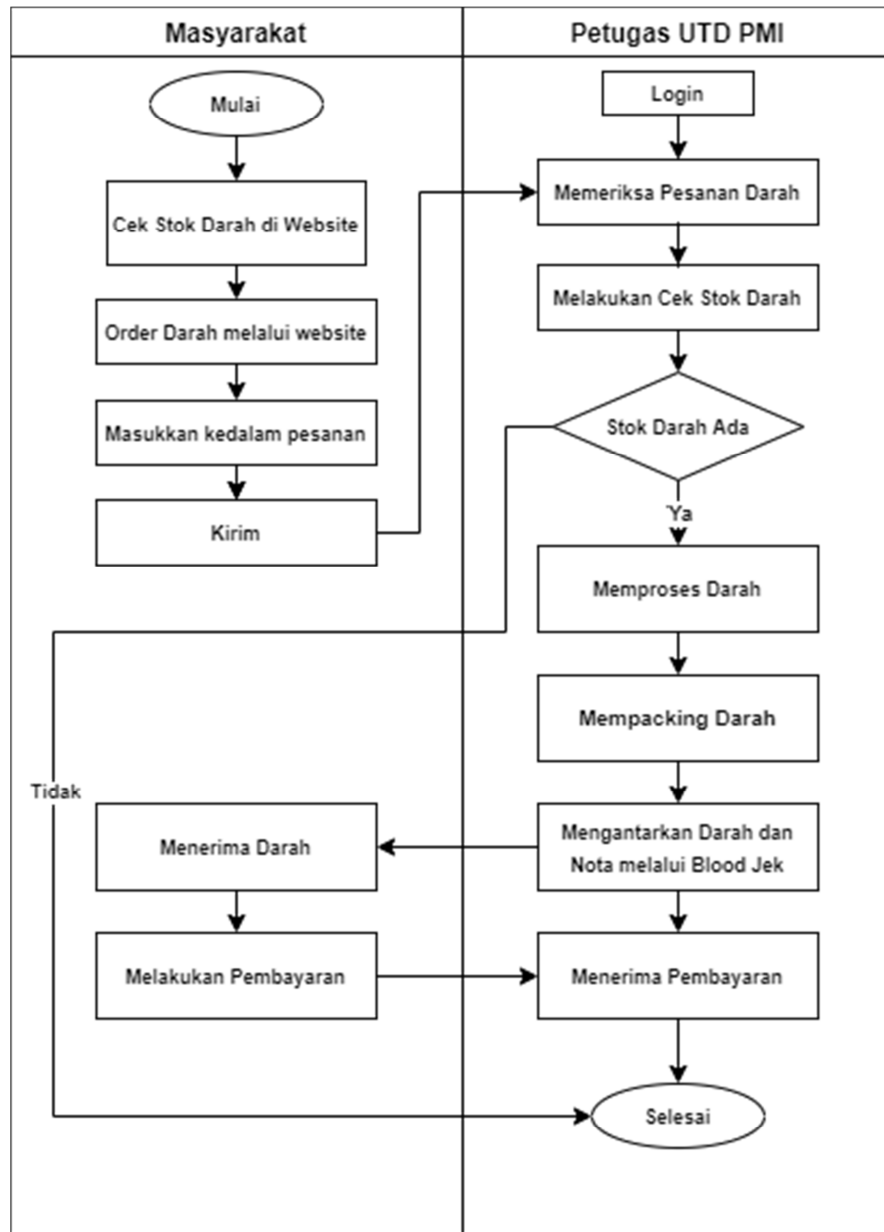 Masyarakat
Petugas UTD PMI
Mulai
Cek Stok Darah di Website
Order Darah melalui website
Masukkan kedalam pesanan
Kirim
Login
Memeriksa Pesanan Darah
Melakukan Cek Stok Darah
Stok Darah Ada
Ya
Tidak
Memproses Darah
Mempacking Darah
Mengantarkan Darah dan
Nota melalui Blood Jek
Menerima Darah
Melakukan Pembayaran
Menerima Pembayaran
Selesai